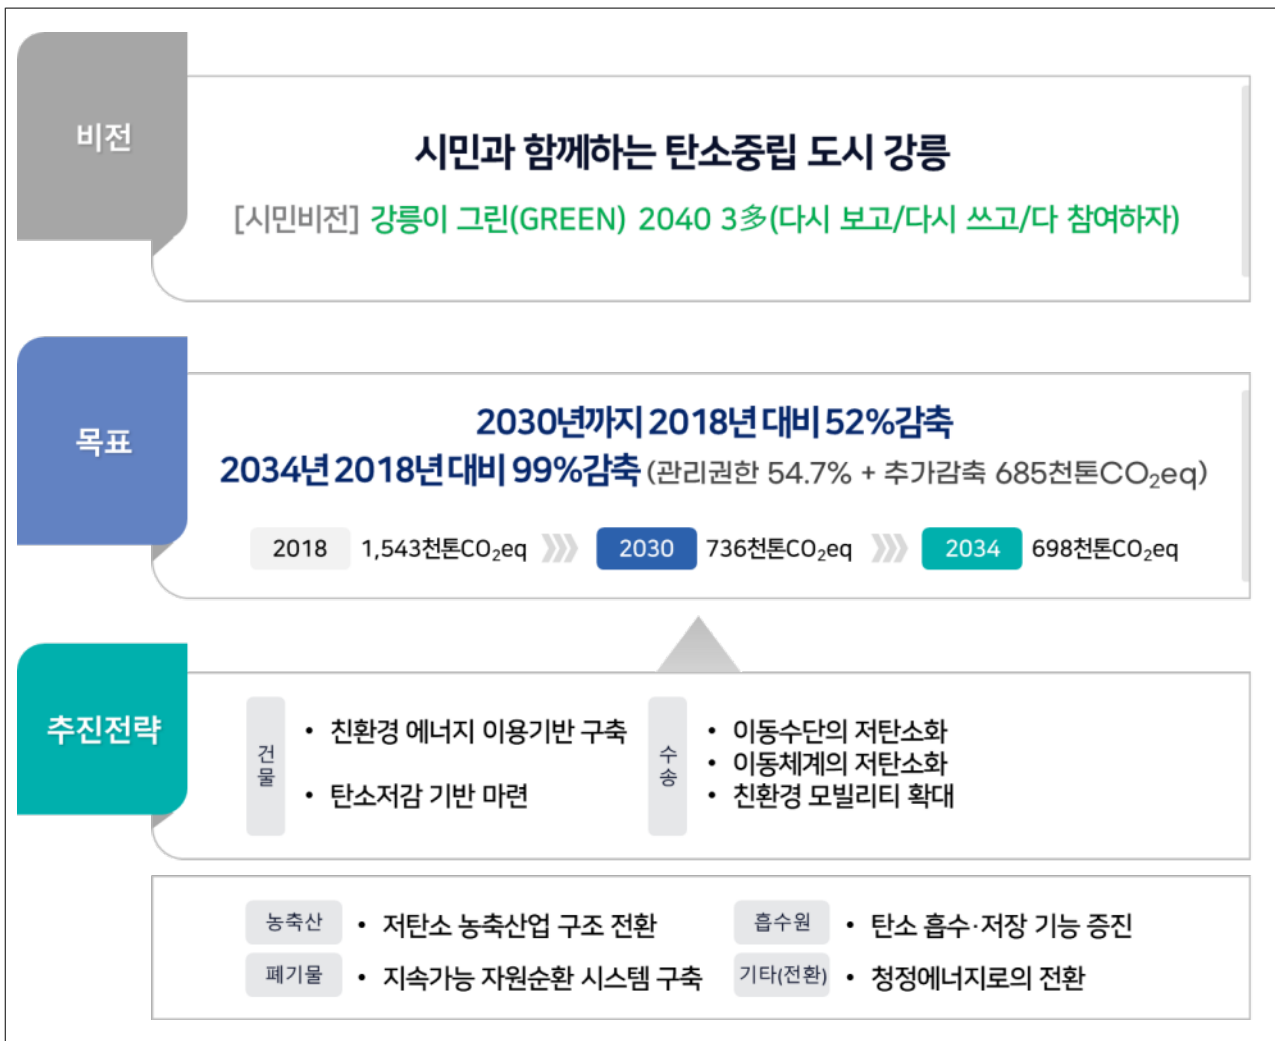 비전
시민과 함께하는 탄소중립 도시 강릉
[시민비전] 강릉이 그린(GREEN) 2040 3多(다시 보고/다시 쓰고/다 참여하자)
목표
2030년까지 2018년 대비 52%감축
2034년 2018년 대비 99%감축 (관리권한 54.7% + 추가감축 685천톤CO₂eq)
2018 1,543천톤CO₂eq 2030 736천톤CO₂eq 2034 698천톤CO₂eq
추진전략
건물
• 친환경 에너지 이용기반 구축
• 탄소저감 기반 마련
수송
• 이동수단의 저탄소화
• 이동체계의 저탄소화
• 친환경 모빌리티 확대
농축산 • 저탄소 농축산업 구조 전환
흡수원 • 탄소 흡수·저장 기능 증진
폐기물 • 지속가능 자원순환 시스템 구축
기타(전환) • 청정에너지로의 전환